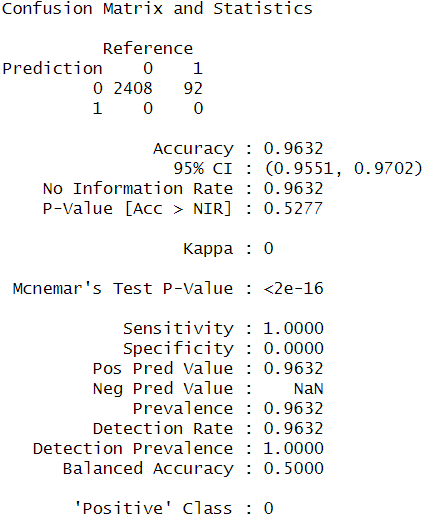 Confusion Matrix and Statistics
Reference
Prediction 0 1
0 2408 92
1 0 0
Accuracy : 0.9632
95% CI : (0.9551, 0.9702)
No Information Rate : 0.9632
P-Value [Acc > NIR] : 0.5277
Kappa : 0
Mcnemar's Test P-Value : <2e-16
Sensitivity : 1.0000
Specificity : 0.0000
Pos Pred Value : 0.9632
Neg Pred Value : NaN
Prevalence : 0.9632
Detection Rate : 0.9632
Detection Prevalence : 1.0000
Balanced Accuracy : 0.5000
'Positive' Class : 0